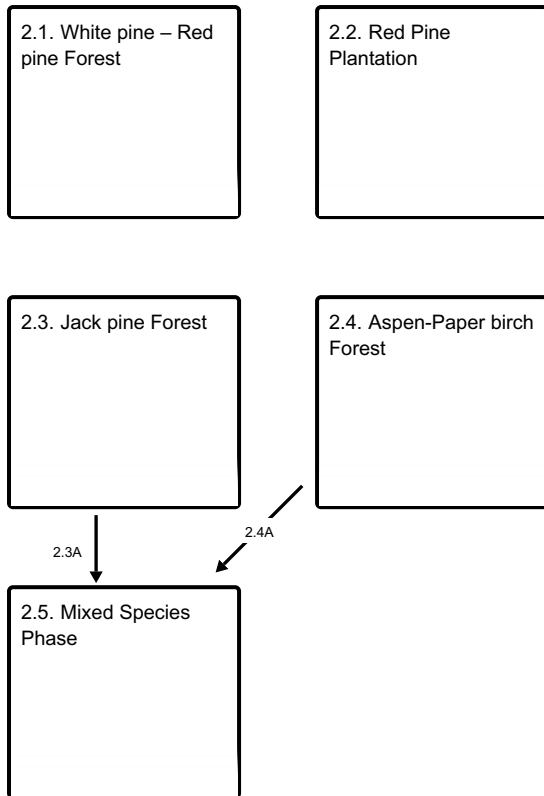 2.1. White pine – Red
pine Forest
2.2. Red Pine
Plantation
2.3. Jack pine Forest
2.4. Aspen-Paper birch
Forest
2.3A
2.4A
2.5. Mixed Species
Phase